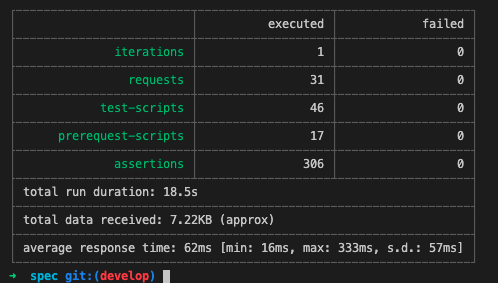 executed failed
iterations 1 0
requests 31 0
test-scripts 46 0
prerequest-scripts 17 0
assertions 306 0
total run duration: 18.5s
total data received: 7.22KB (approx)
average response time: 62ms [min: 16ms, max: 333ms, s.d.: 57ms]
➜ spec git:(develop)